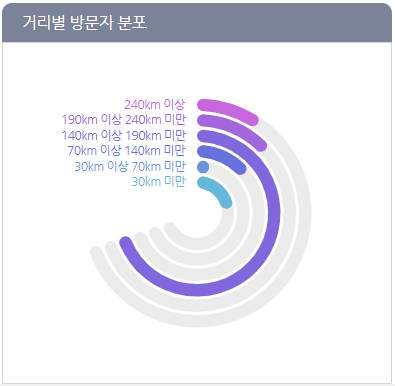 거리별 방문자 분포
240km 이상
190km 이상 240km 미만
140km 이상 190km 미만
70km 이상 140km 미만
30km 이상 70km 미만
30km 미만